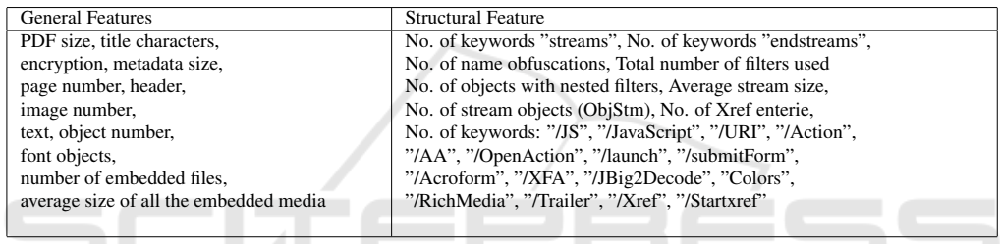 General Features
Structural Feature
PDF size, title characters,
No. of keywords ”streams”, No. of keywords ”endstreams”,
encryption, metadata size,
No. of name obfuscations, Total number of filters used
page number, header,
No. of objects with nested filters, Average stream size,
image number,
No. of stream objects (ObjStm), No. of Xref enterie,
text, object number,
No. of keywords: ”/JS”, ”/JavaScript”, ”/URI”, ”/Action”,
font objects,
”/AA”, ”/OpenAction”, ”/launch”, ”/submitForm”,
number of embedded files,
”/Acroform”, ”/XFA”, ”/JBig2Decode”, ”Colors”,
average size of all the embedded media
”/RichMedia”, ”/Trailer”, ”/Xref”, ”/Startxref”
SCITEPRESS